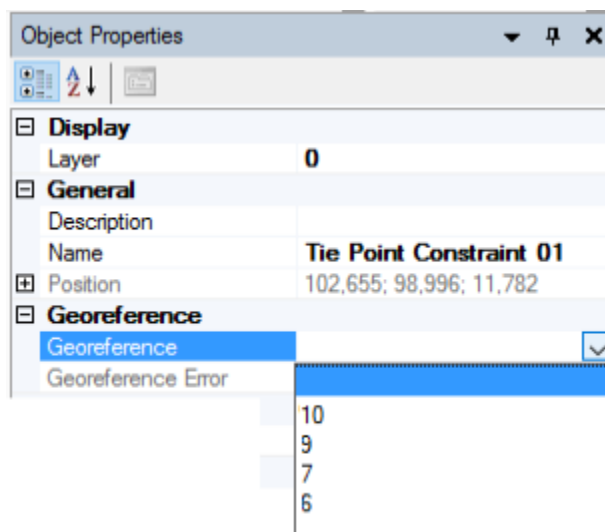 Object Properties
Display
Layer 0
General
Description
Name Tie Point Constraint 01
Position 102,655; 98,996; 11,782
Georeference
Georeference
Georeference Error
10
9
7
6